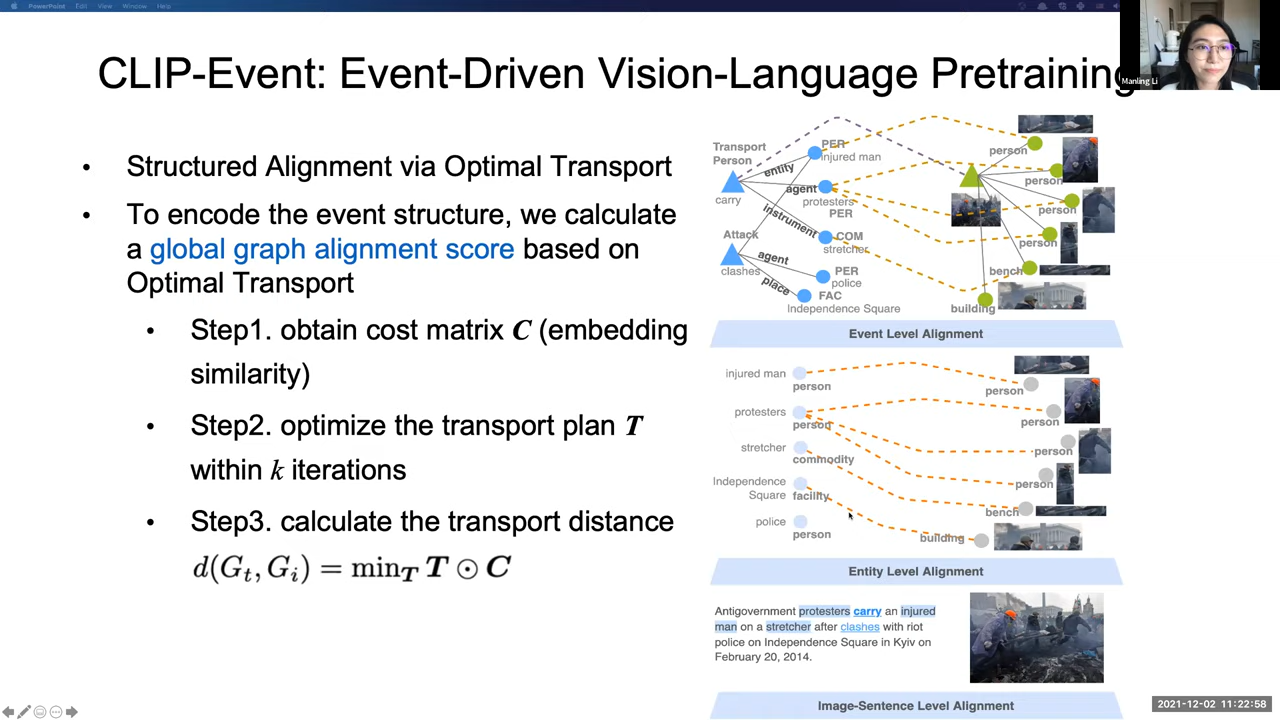 PowerPoint Edit View Window Help
CLIP-Event: Event-Driven Vision-Language Pretraining
Manling Li
• Structured Alignment via Optimal Transport
• To encode the event structure, we calculate
a global graph alignment score based on
Optimal Transport
• Step1. obtain cost matrix C (embedding
similarity)
• Step2. optimize the transport plan T
within k iterations
• Step3. calculate the transport distance
d(G_t, G_i) = min_T T ⊙ C
Transport
Person
carry
Attack
clashes
entity
agent
instrument
agent
place
PER
injured man
protesters
PER
COM
stretcher
PER
police
FAC
Independence Square
person
person
person
person
bench
building
Event Level Alignment
injured man
person
protesters
person
stretcher
commodity
Independence
Square
facility
police
person
person
person
person
person
bench
building
Entity Level Alignment
Antigovernment protesters carry an injured
man on a stretcher after clashes with riot
police on Independence Square in Kyiv on
February 20, 2014.
Image-Sentence Level Alignment
2021-12-02 11:22:58